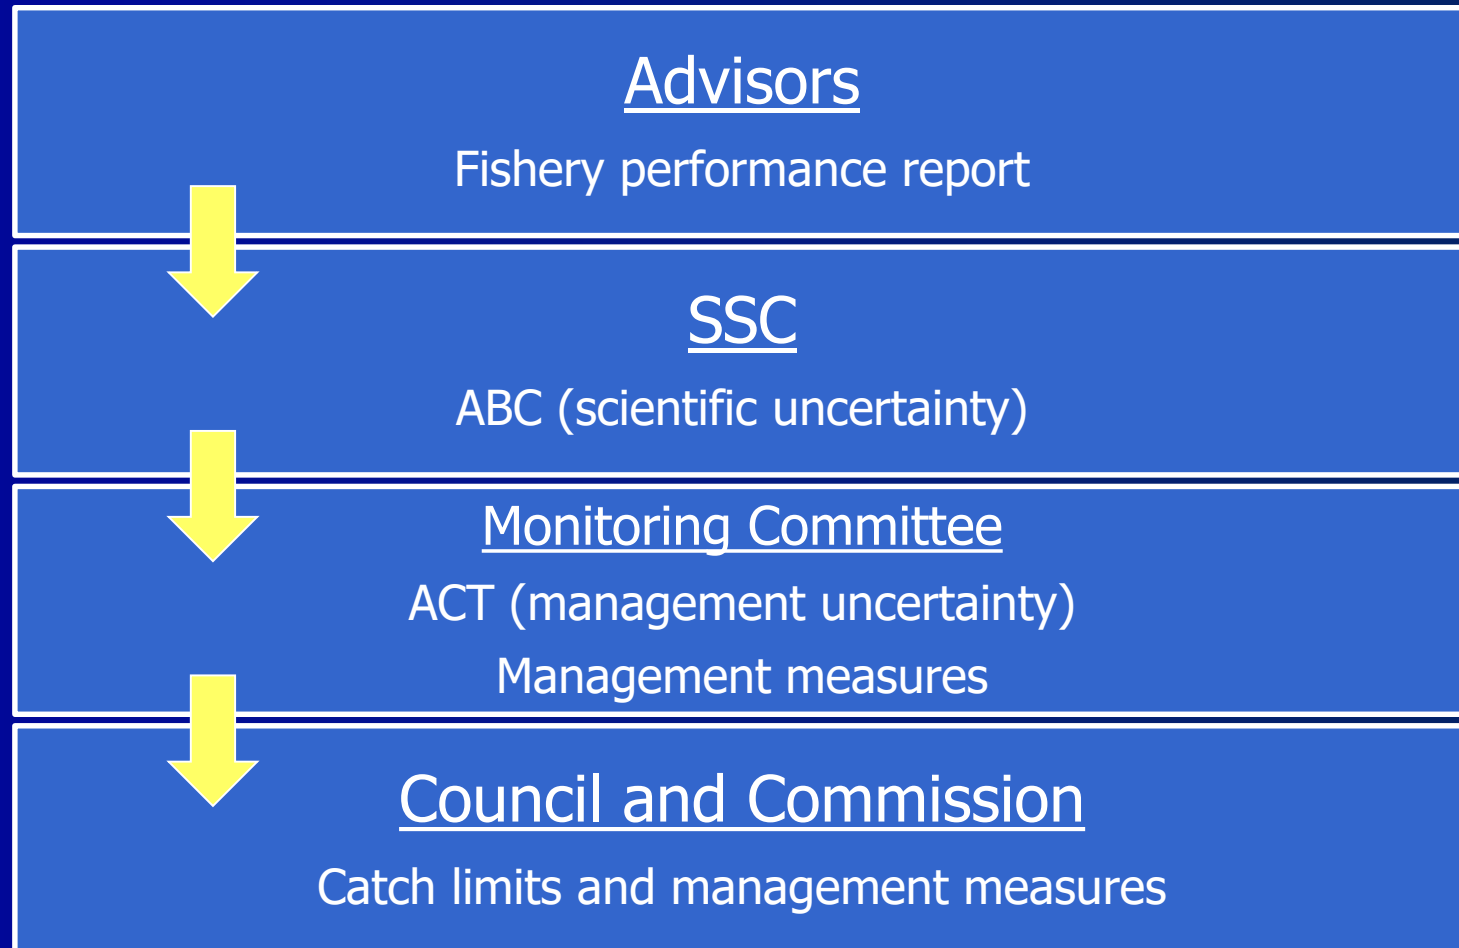 Advisors
Fishery performance report
SSC
ABC (scientific uncertainty)
Monitoring Committee
ACT (management uncertainty)
Management measures
Council and Commission
Catch limits and management measures